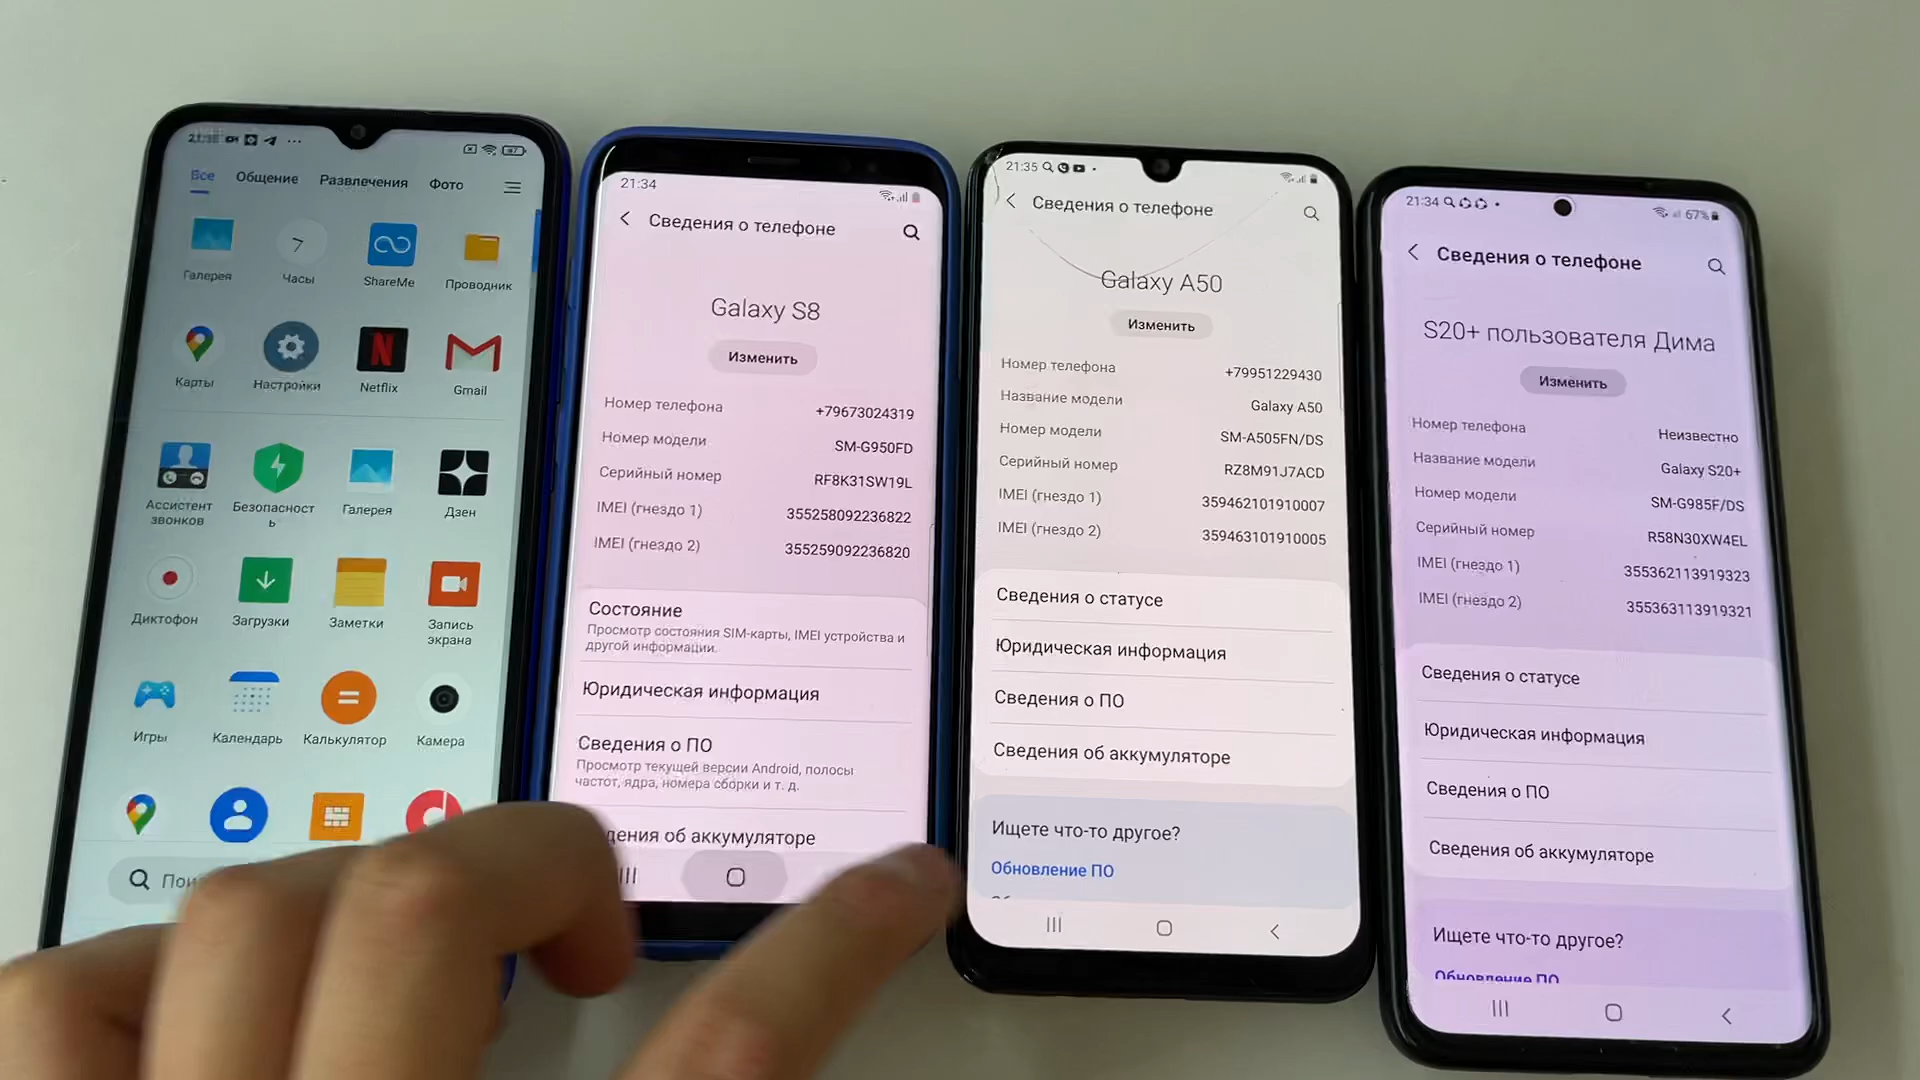 Все Общение Развлечения Фото
Галерея Часы ShareMe Проводник
Карты Настройки Netflix Gmail
Ассистент звонков
Безопасность
Галерея Дзен
Диктофон Загрузки Заметки
Запись экрана
Игры Календарь Калькулятор Камера
21:34
Сведения о телефоне
Galaxy S8
Изменить
Номер телефона +79673024319
Номер модели SM-G950FD
Серийный номер RF8K31SW19L
IMEI (гнездо 1) 355258092236822
IMEI (гнездо 2) 355259092236820
Состояние
Просмотр состояния SIM-карты, IMEI устройства и
другой информации.
Юридическая информация
Сведения о ПО
Просмотр текущей версии Android, полосы
частот, ядра, номера сборки и т. д.
об аккумуляторе
21:35
Сведения о телефоне
Galaxy A50
Изменить
Номер телефона +79951229430
Название модели Galaxy A50
Номер модели SM-A505FN/DS
Серийный номер RZ8M91J7ACD
IMEI (гнездо 1) 359462101910007
IMEI (гнездо 2) 359463101910005
Сведения о статусе
Юридическая информация
Сведения о ПО
Сведения об аккумуляторе
Ищете что-то другое?
Обновление ПО
21:34 67%
Сведения о телефоне
S20+ пользователя Дима
Изменить
Номер телефона Неизвестно
Название модели Galaxy S20+
Номер модели SM-G985F/DS
Серийный номер R58N30XW4EL
IMEI (гнездо 1) 355362113919323
IMEI (гнездо 2) 355363113919321
Сведения о статусе
Юридическая информация
Сведения о ПО
Сведения об аккумуляторе
Ищете что-то другое?
Обновление ПО